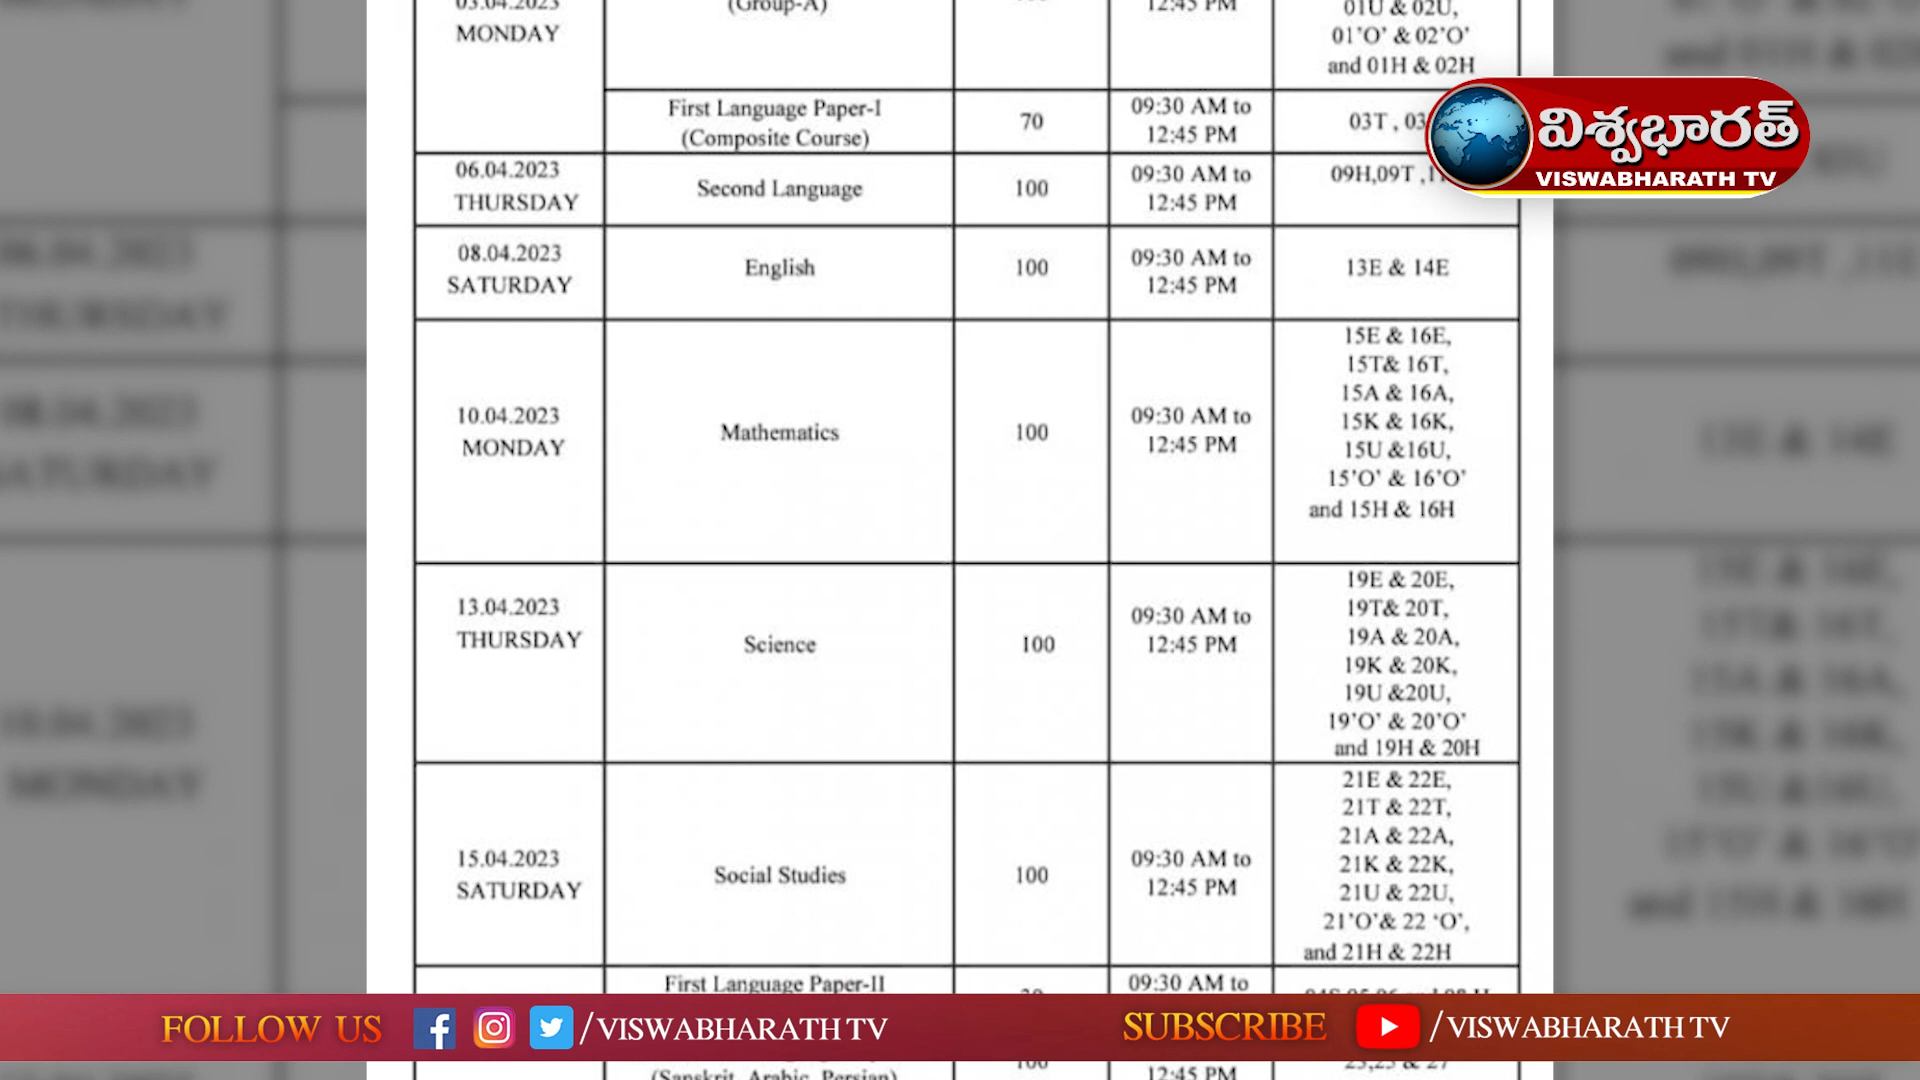 03.04.2023
MONDAY
(Group-A)
12:45 PM
01U & 02U,
01’O’ & 02’O’
and 01H & 02H
First Language Paper-I
(Composite Course)
70
09:30 AM to
12:45 PM
03T , 03
06.04.2023
THURSDAY
Second Language
100
09:30 AM to
12:45 PM
09H,09T
08.04.2023
SATURDAY
English
100
09:30 AM to
12:45 PM
13E & 14E
10.04.2023
MONDAY
Mathematics
100
09:30 AM to
12:45 PM
15E & 16E,
15T& 16T,
15A & 16A,
15K & 16K,
15U &16U,
15’O’ & 16’O’
and 15H & 16H
13.04.2023
THURSDAY
Science
100
09:30 AM to
12:45 PM
19E & 20E,
19T& 20T,
19A & 20A,
19K & 20K,
19U &20U,
19’O’ & 20’O’
and 19H & 20H
15.04.2023
SATURDAY
Social Studies
100
09:30 AM to
12:45 PM
21E & 22E,
21T & 22T,
21A & 22A,
21K & 22K,
21U & 22U,
21’O’& 22 ‘O’,
and 21H & 22H
First Language Paper-II
09:30 AM to
(Sanskrit, Arabic, Persian)
100
12:45 PM
విశ్వభారత్
VISWABHARATH TV
FOLLOW US
/VISWABHARATH TV
SUBSCRIBE
/VISWABHARATH TV